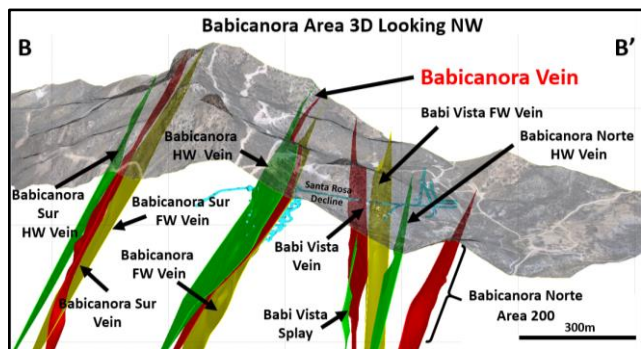 Babicanora Area 3D Looking NW
B
B'
Babicanora Vein
Babi Vista FW Vein
Babicanora
HW Vein
Babicanora
Norte
HW Vein
Santa Rosa
Decline
Babicanora
Sur
HW Vein
Babicanora Sur
FW Vein
Babi Vista
Vein
Babicanora
FW Vein
Babicanora Sur
Vein
Babi Vista
Splay
Babicanora Norte
Area 200
300m